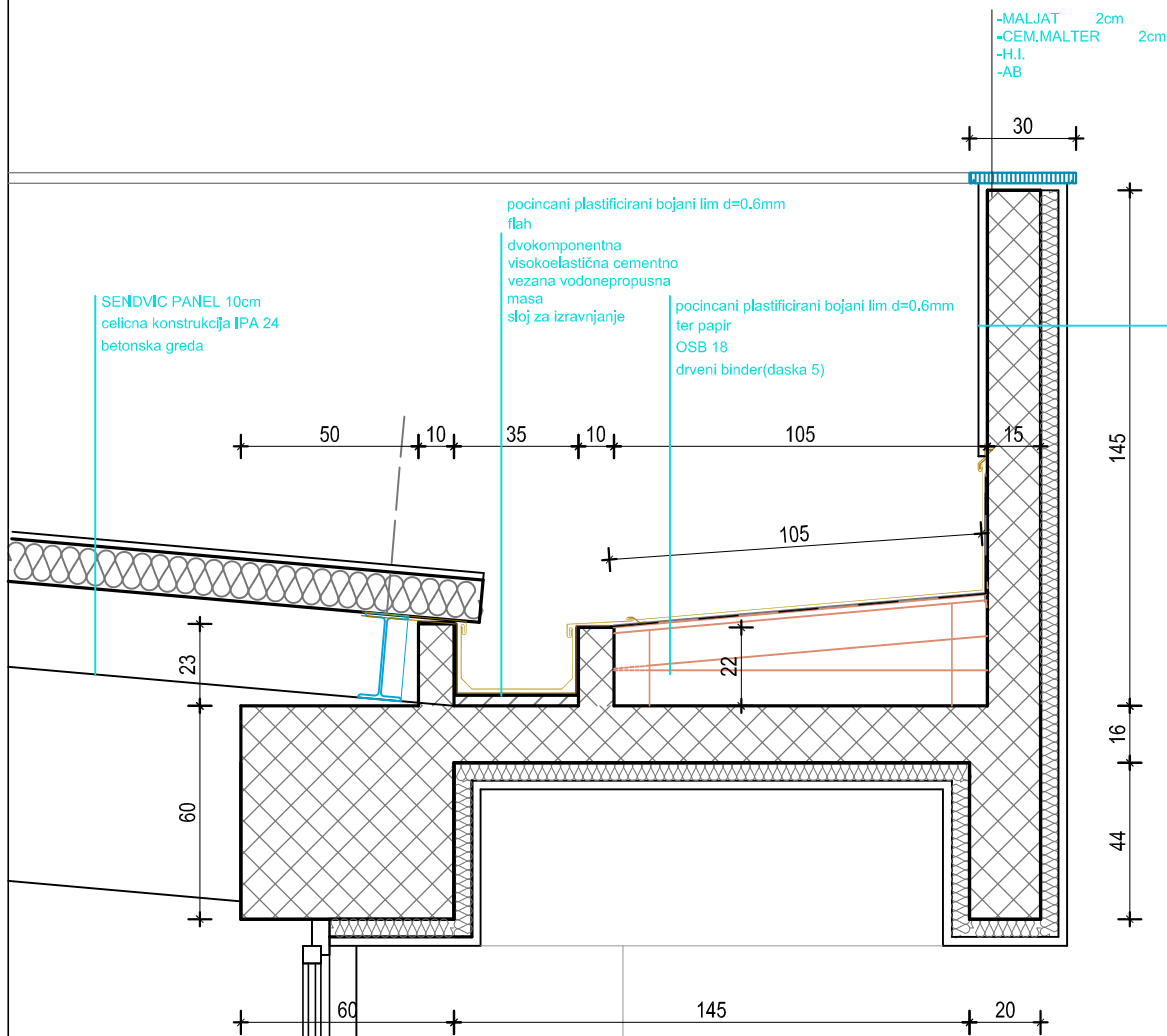 -MALJAT 2cm
-CEM.MALTER 2cm
-H.I.
-AB
30
pocincani plastificirani bojani lim d=0.6mm
flah
dvokomponentna
visokoelastična cementno
vezana vodonepropusna
masa
sloj za izravnjanje
SENDVIC PANEL 10cm
celicna konstrukcija IPA 24
betonska greda
pocincani plastificirani bojani lim d=0.6mm
ter papir
OSB 18
drveni binder(daska 5)
50
10
35
10
105
15
145
105
23
22
16
60
44
60
145
20